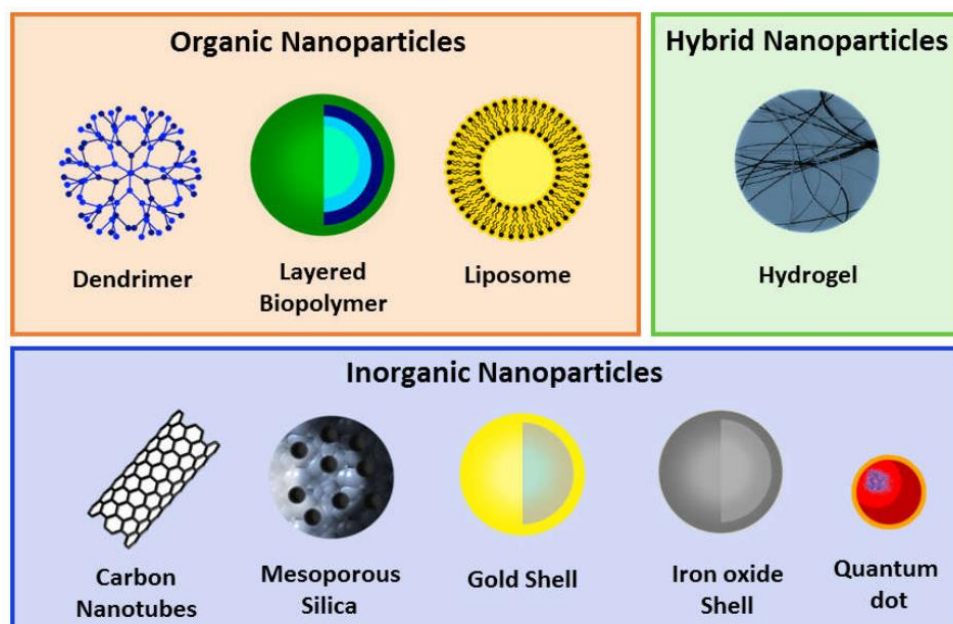 Organic Nanoparticles
Dendrimer
Layered
Biopolymer
Liposome
Hybrid Nanoparticles
Hydrogel
Inorganic Nanoparticles
Carbon
Nanotubes
Mesoporous
Silica
Gold Shell
Iron oxide
Shell
Quantum
dot